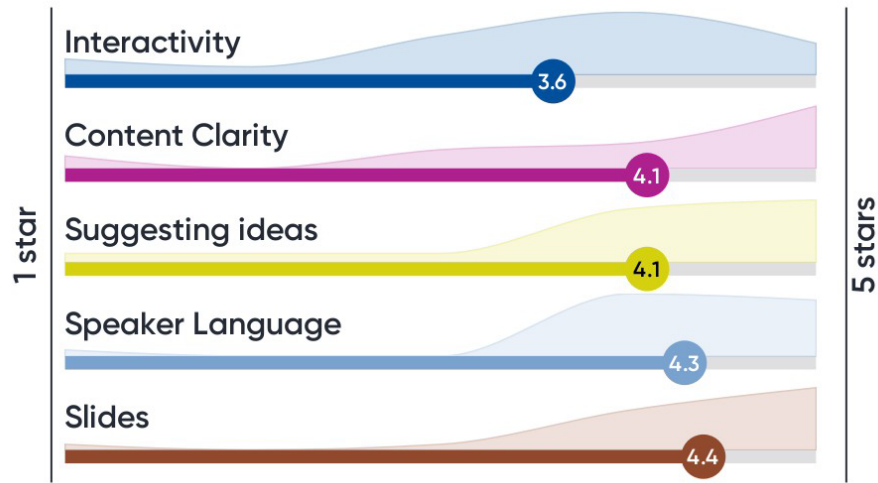 Interactivity
3.6
Content Clarity
4.1
Suggesting ideas
4.1
Speaker Language
4.3
Slides
4.4
1 star
5 stars